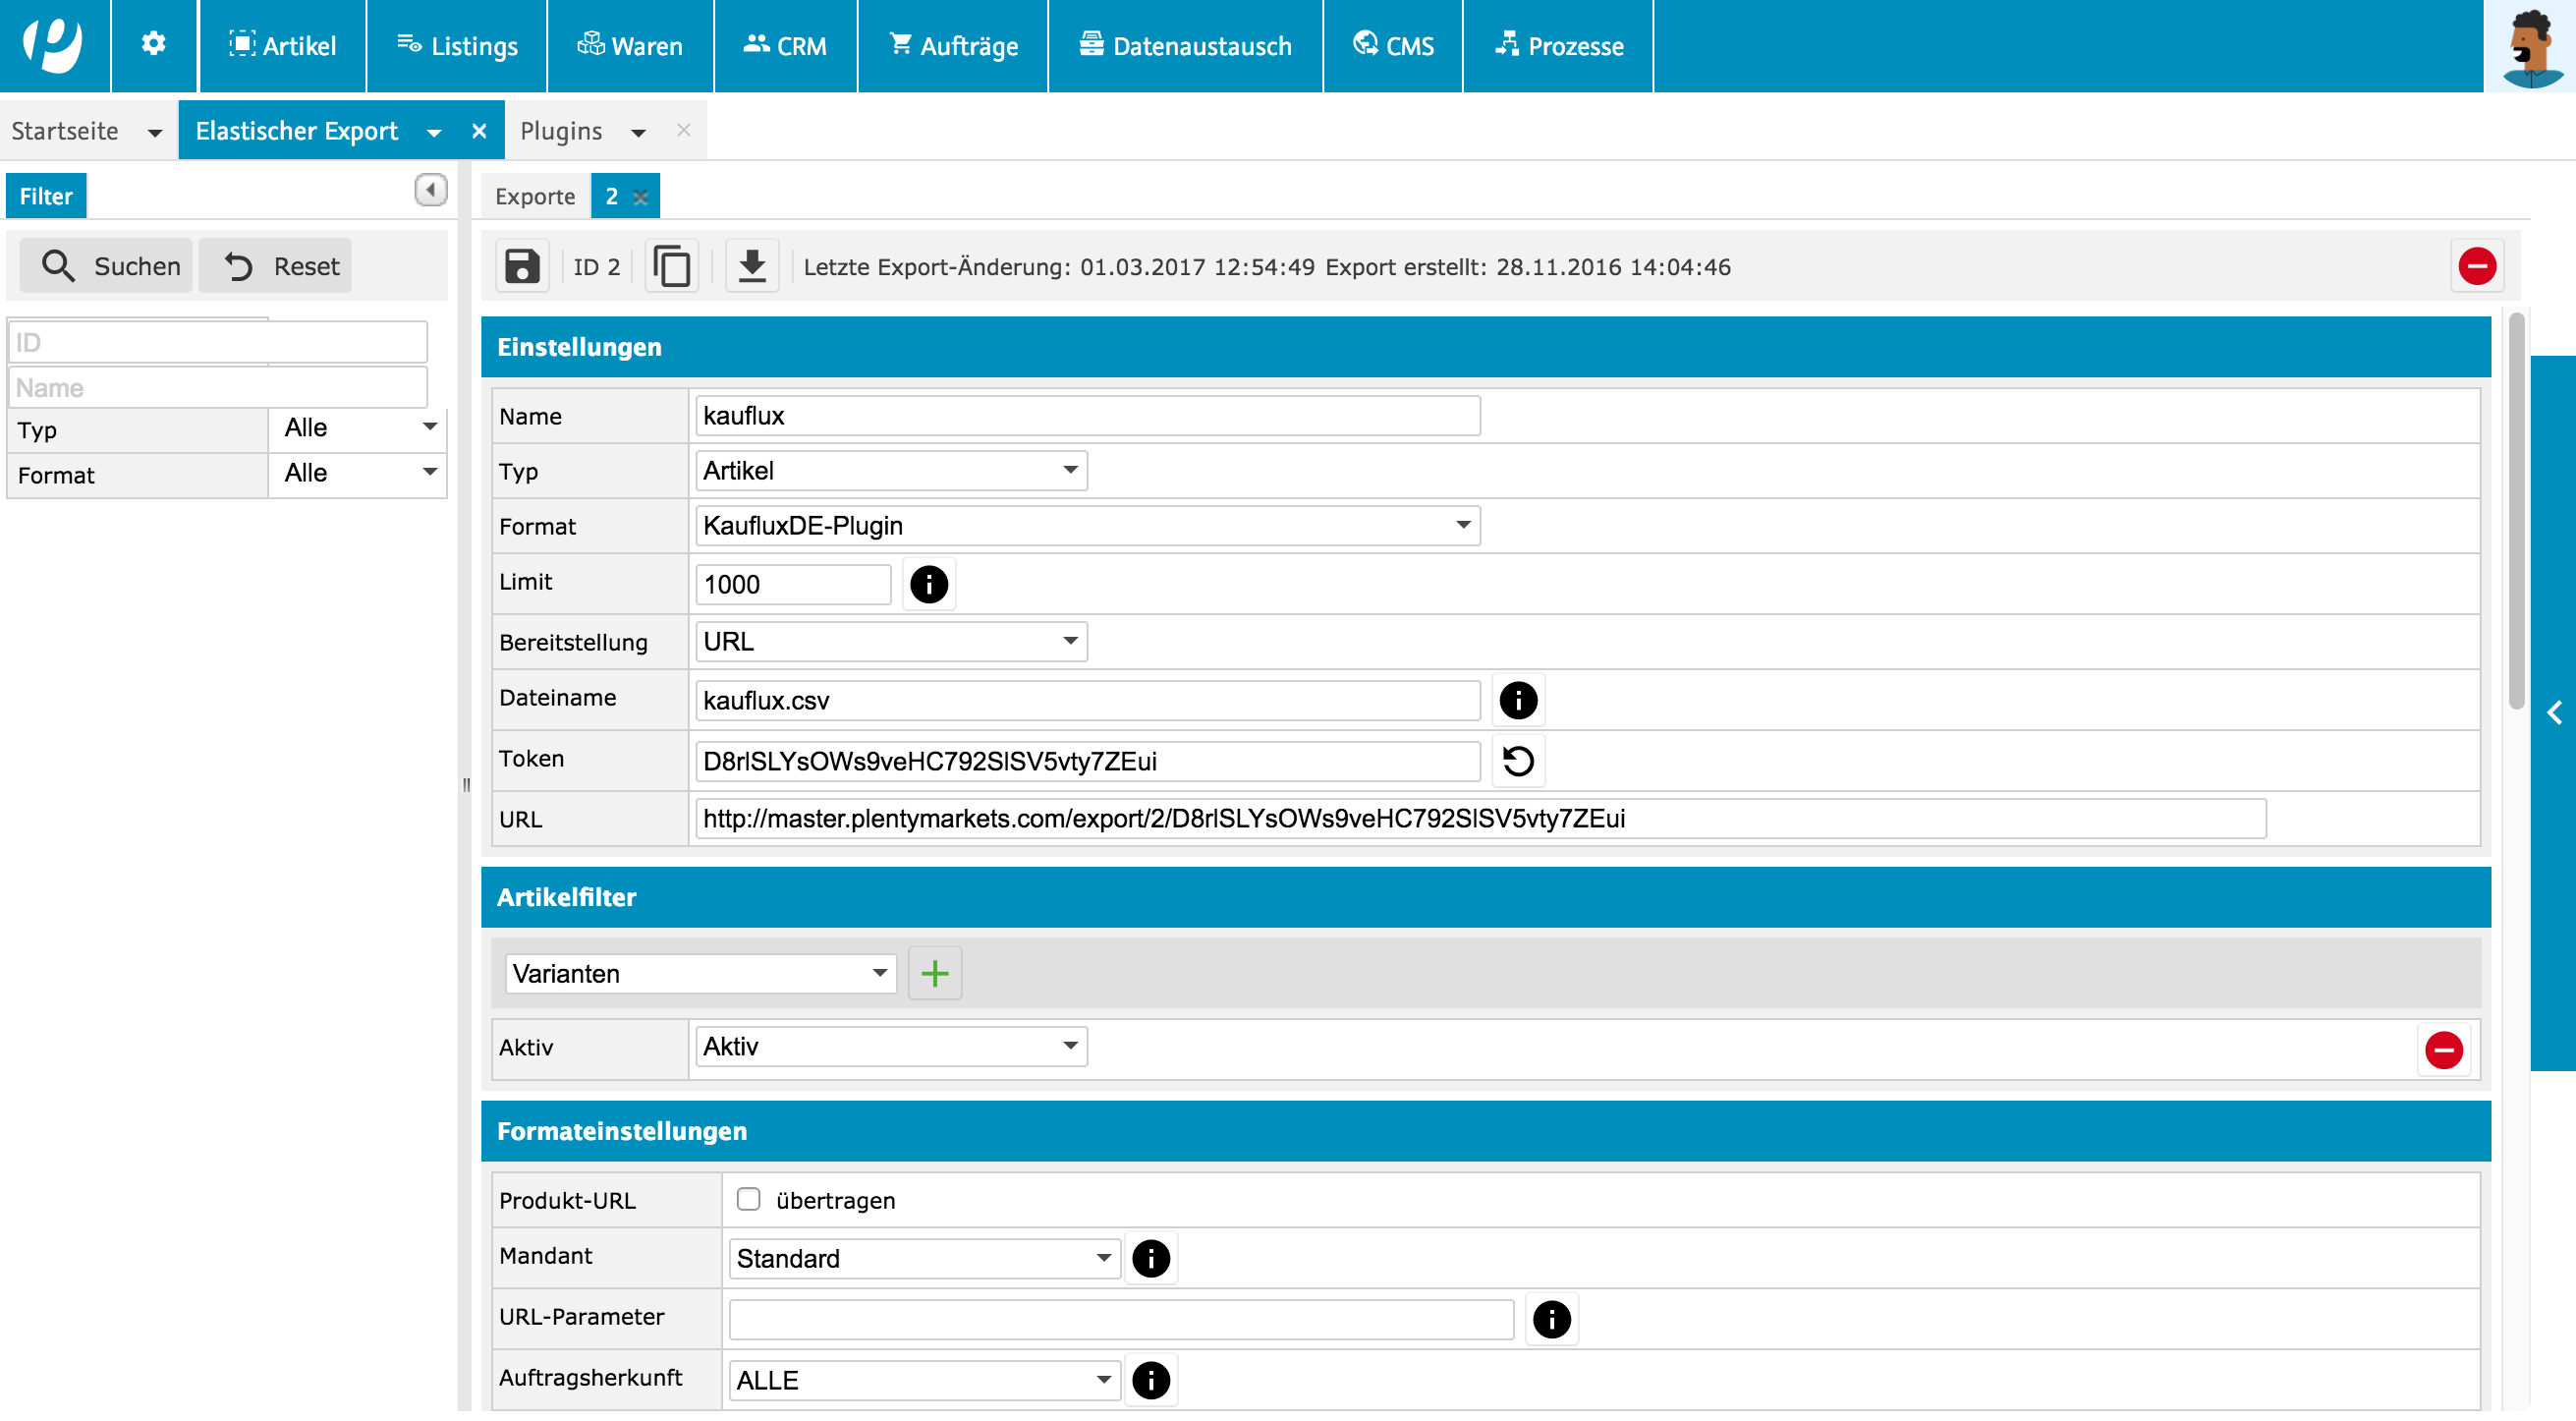 Artikel Listings Waren CRM Aufträge Datenaustausch CMS Prozesse
Startseite Elastischer Export Plugins
Filter
Suchen Reset
ID
Name
Typ Alle
Format Alle
Exporte 2
ID 2 Letzte Export-Änderung: 01.03.2017 12:54:49 Export erstellt: 28.11.2016 14:04:46
Einstellungen
Name kauflux
Typ Artikel
Format KaufluxDE-Plugin
Limit 1000
Bereitstellung URL
Dateiname kauflux.csv
Token D8rlSLYsOWs9veHC792SlSV5vty7ZEui
URL http://master.plentymarkets.com/export/2/D8rlSLYsOWs9veHC792SlSV5vty7ZEui
Artikelfilter
Varianten
Aktiv Aktiv
Formateinstellungen
Produkt-URL übertragen
Mandant Standard
URL-Parameter
Auftragsherkunft ALLE